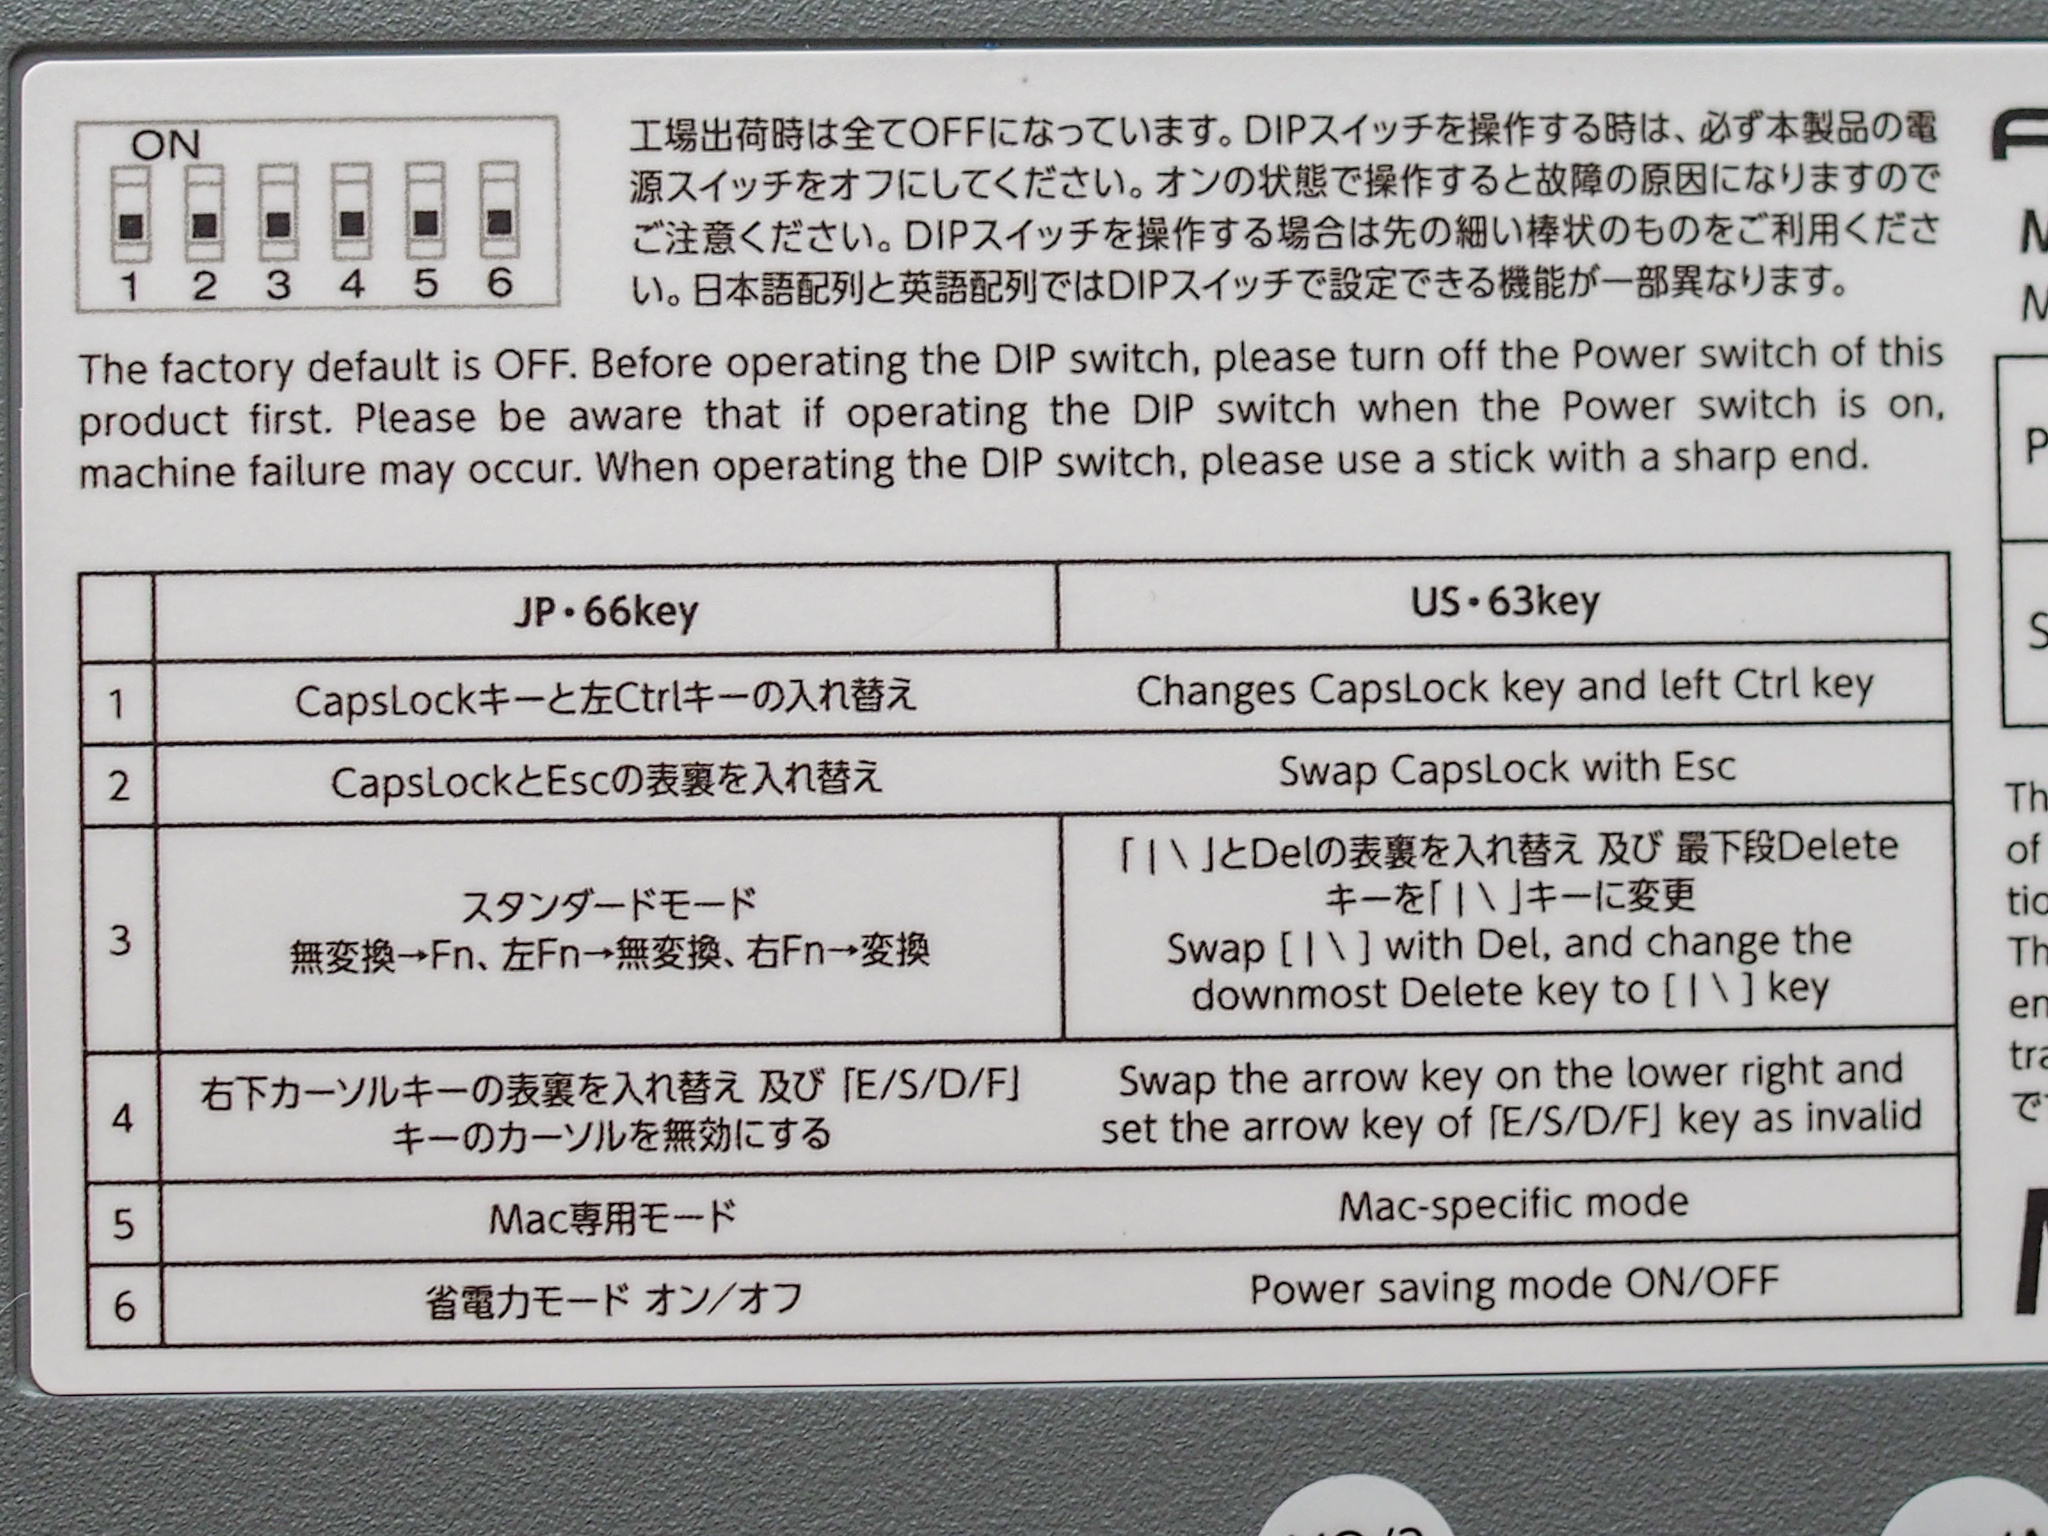 ON
1 2 3 4 5 6
工場出荷時は全てOFFになっています。DIPスイッチを操作する時は、必ず本製品の電
源スイッチをオフにしてください。オンの状態で操作すると故障の原因になりますので
ご注意ください。DIPスイッチを操作する場合は先の細い棒状のものをご利用くださ
い。日本語配列と英語配列ではDIPスイッチで設定できる機能が一部異なります。
The factory default is OFF. Before operating the DIP switch, please turn off the Power switch of this
product first. Please be aware that if operating the DIP switch when the Power switch is on,
machine failure may occur. When operating the DIP switch, please use a stick with a sharp end.
JP・66key US・63key
1 CapsLockキーと左Ctrlキーの入れ替え Changes CapsLock key and left Ctrl key
2 CapsLockとEscの表裏を入れ替え Swap CapsLock with Esc
3
スタンダードモード
無変換→Fn、左Fn→無変換、右Fn→変換
「|\」とDelの表裏を入れ替え 及び 最下段Delete
キーを「|\」キーに変更
Swap [|\] with Del, and change the
downmost Delete key to [|\] key
4
右下カーソルキーの表裏を入れ替え 及び「E/S/D/F」
キーのカーソルを無効にする
Swap the arrow key on the lower right and
set the arrow key of「E/S/D/F」key as invalid
5 Mac専用モード Mac-specific mode
6 省電力モード オン/オフ Power saving mode ON/OFF
of